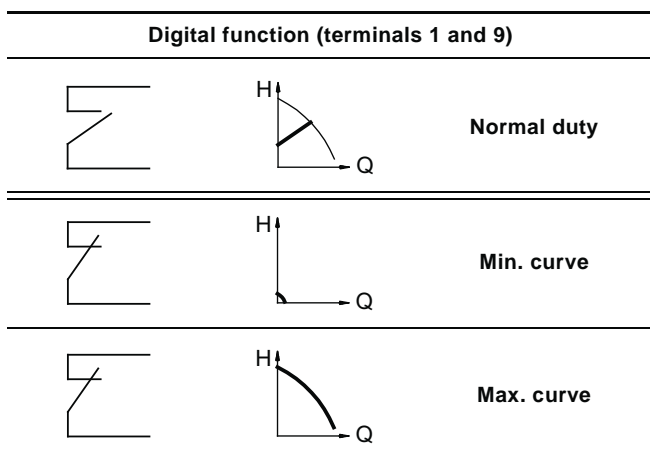 Digital function (terminals 1 and 9)
H
Q
Normal duty
H
Q
Min. curve
H
Q
Max. curve